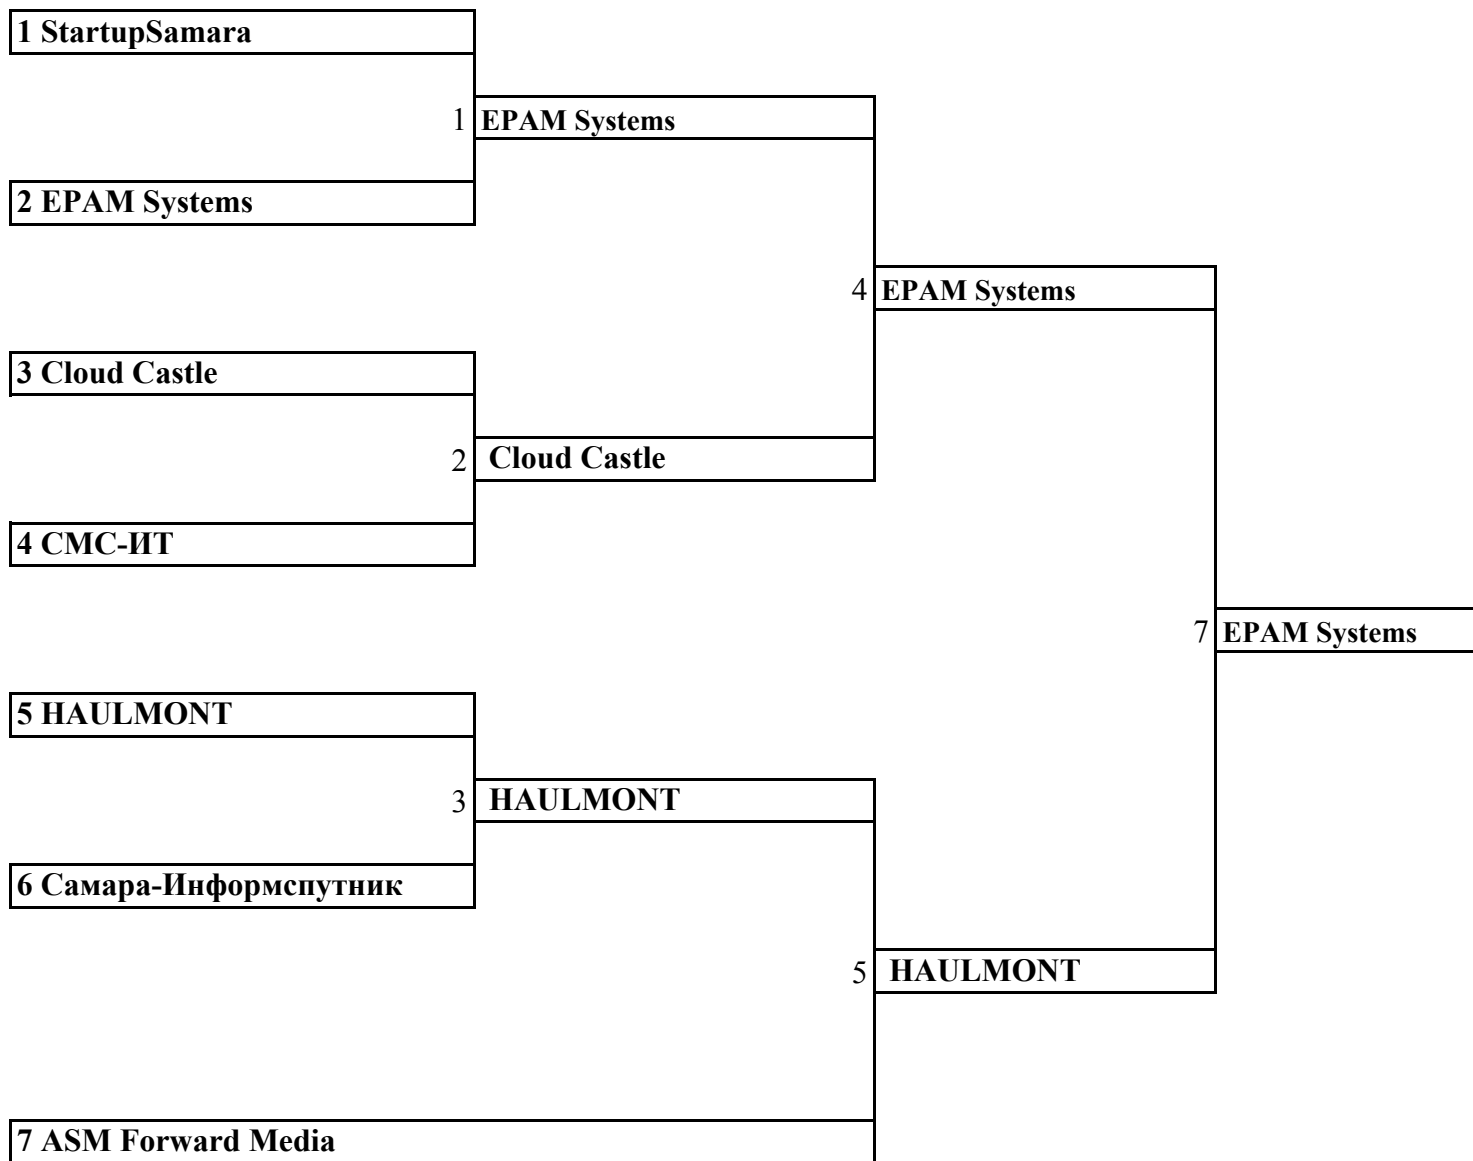 1 StartupSamara
1 EPAM Systems
2 EPAM Systems
4 EPAM Systems
3 Cloud Castle
2 Cloud Castle
4 СМС-ИТ
7 EPAM Systems
5 HAULMONT
3 HAULMONT
6 Самара-Информспутник
5 HAULMONT
7 ASM Forward Media